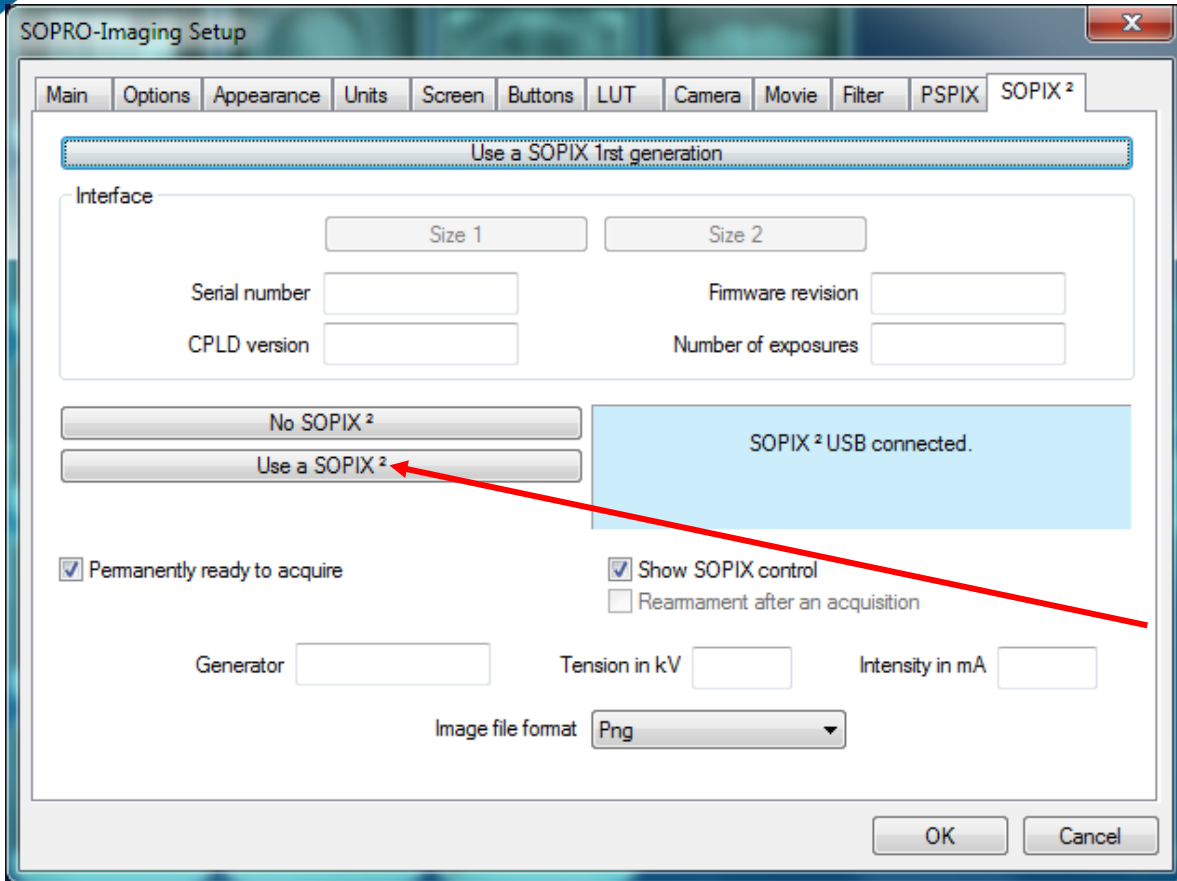 SOPRO-Imaging Setup
X
Main Options Appearance Units Screen Buttons LUT Camera Movie Filter PSPIX SOPIX ²
Use a SOPIX 1rst generation
Interface
Size 1 Size 2
Serial number Firmware revision
CPLD version Number of exposures
No SOPIX ²
SOPIX ² USB connected.
Use a SOPIX ²
Permanently ready to acquire Show SOPIX control
Rearmament after an acquisition
Generator Tension in kV Intensity in mA
Image file format Png
OK Cancel